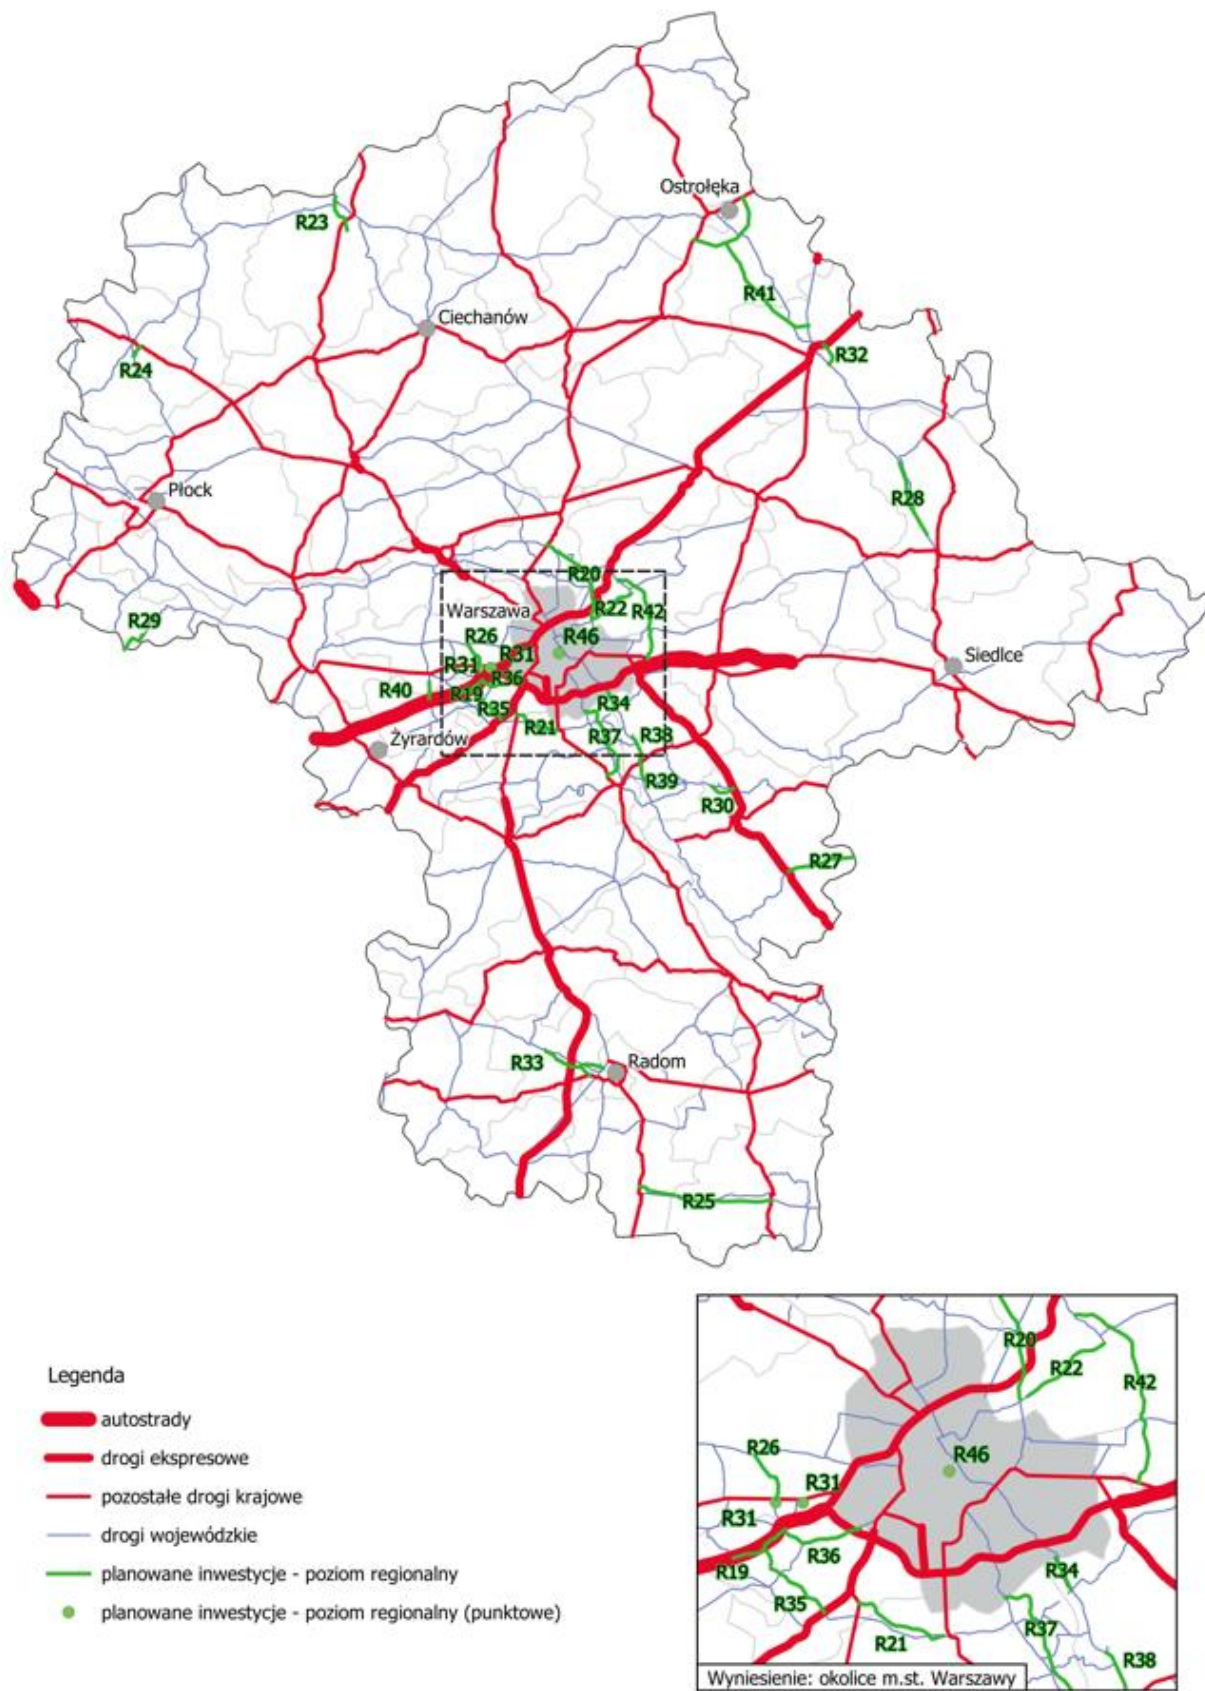 Ostrołęka
R23
R41
Ciechanów
R32
R24
Płock
R28
R20
R22
R42
R29
Warszawa
R26
R46
R31
R31
Siedlce
R36
R40
R19
R35
R34
R21
R37
R38
Żyrardów
R39
R30
R27
R33
Radom
R25
Legenda
autostrady
drogi ekspresowe
pozostałe drogi krajowe
drogi wojewódzkie
planowane inwestycje - poziom regionalny
planowane inwestycje - poziom regionalny (punktowe)
R20
R22
R42
R26
R46
R31
R31
R36
R19
R34
R35
R37
R21
R38
Wyniesienie: okolice m.st. Warszawy